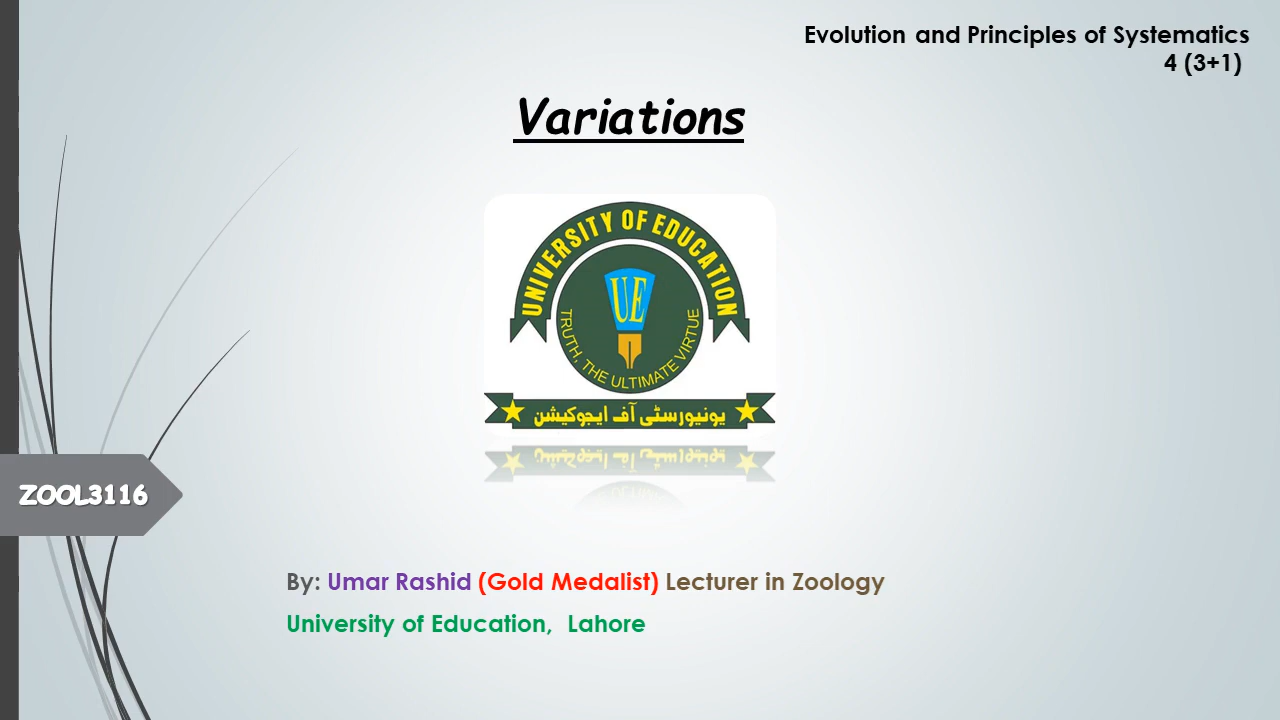 Evolution and Principles of Systematics
4 (3+1)
Variations
UNIVERSITY OF EDUCATION
UE
TRUTH, THE ULTIMATE VIRTUE
یونیورسٹی آف ایجوکیشن
ZOOL3116
By: Umar Rashid (Gold Medalist) Lecturer in Zoology
University of Education, Lahore